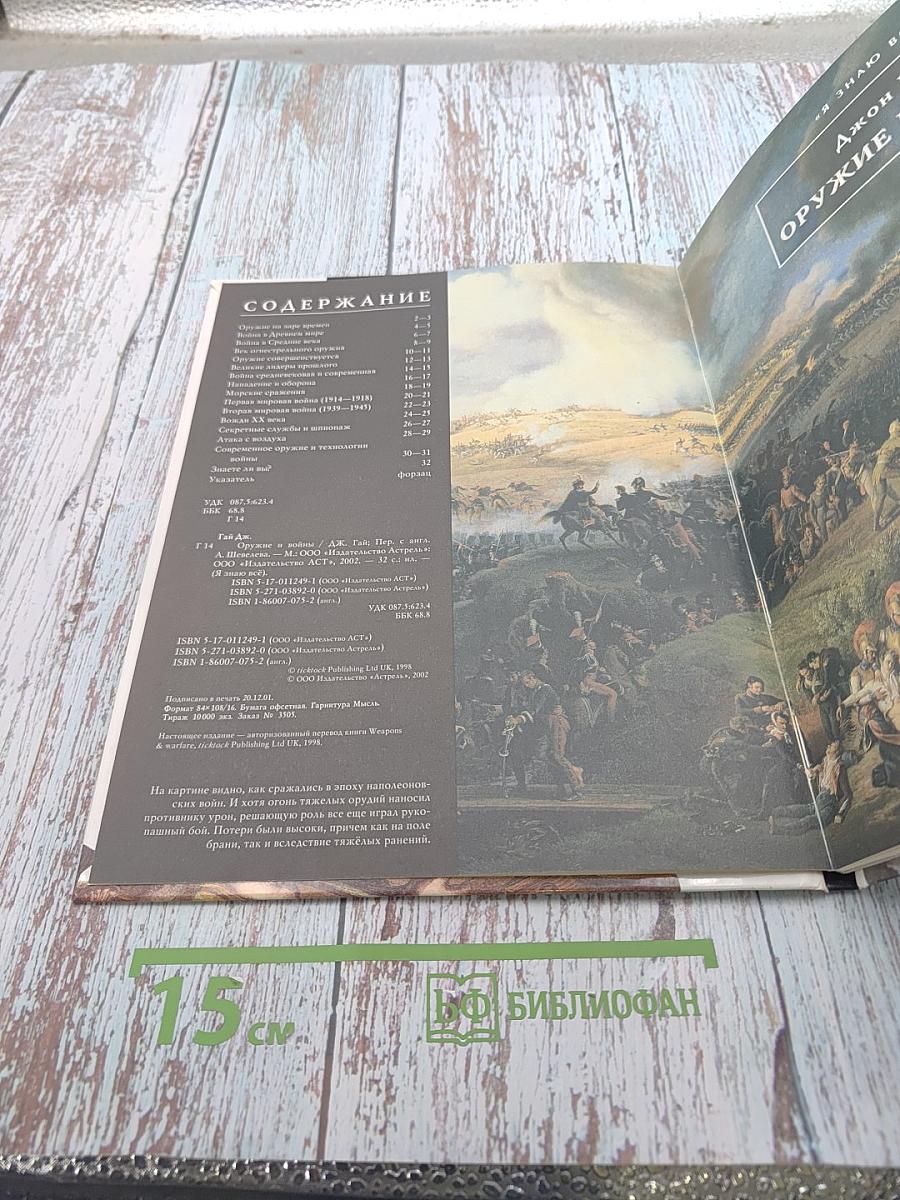 СОДЕРЖАНИЕ
Оружие на заре времен 2—3
Война в Древнем мире 4—5
Война в Средние века 6—7
Век огнестрельного оружия 8—9
Оружие совершенствуется 10—11
Великие лидеры прошлого 12—13
Война средневековая и современная 14—15
Нападение и оборона 16—17
Морские сражения 18—19
Первая мировая война (1914—1918) 20—21
Вторая мировая война (1939—1945) 22—23
Вожди XX века 24—25
Секретные службы и шпионаж 26—27
Атака с воздуха 28—29
Современное оружие и технологии
войны 30—31
Знаете ли вы? 32
Указатель форзац
УДК 087.5:623.4
ББК 68.8
Г 14
Гай Дж.
Г 14 Оружие и войны / ДЖ. Гай; Пер. с англ.
А. Шевелева. — М.: ООО «Издательство Астрель»:
ООО «Издательство АСТ», 2002. — 32 с.: ил. —
(Я знаю всё).
ISBN 5-17-011249-1 (ООО «Издательство АСТ»)
ISBN 5-271-03892-0 (ООО «Издательство Астрель»)
ISBN 1-86007-075-2 (англ.)
УДК 087.5:623.4
ББК 68.8
ISBN 5-17-011249-1 (ООО «Издательство АСТ»)
ISBN 5-271-03892-0 (ООО «Издательство Астрель»)
ISBN 1-86007-075-2 (англ.)
© ticktock Publishing Ltd UK, 1998
© ООО Издательство «Астрель», 2002
Подписано в печать 20.12.01.
Формат 84×108/16. Бумага офсетная. Гарнитура Мысль.
Тираж 10 000 экз. Заказ № 3505.
Настоящее издание — авторизованный перевод книги Weapons
& warfare, ticktock Publishing Ltd UK, 1998.
На картине видно, как сражались в эпоху наполеонов-
ских войн. И хотя огонь тяжелых орудий наносил
противнику урон, решающую роль все еще играл руко-
пашный бой. Потери были высоки, причем как на поле
брани, так и вследствие тяжёлых ранений.
«Я ЗНАЮ
Джон
ОРУЖИЕ
15 см
БФ БИБЛИОФАН